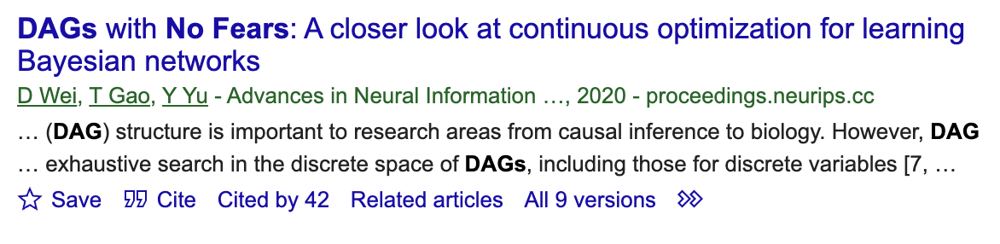 DAGs with No Fears: A closer look at continuous optimization for learning
Bayesian networks
D Wei, T Gao, Y Yu - Advances in Neural Information …, 2020 - proceedings.neurips.cc
… (DAG) structure is important to research areas from causal inference to biology. However, DAG
… exhaustive search in the discrete space of DAGs, including those for discrete variables [7, …
Save Cite Cited by 42 Related articles All 9 versions